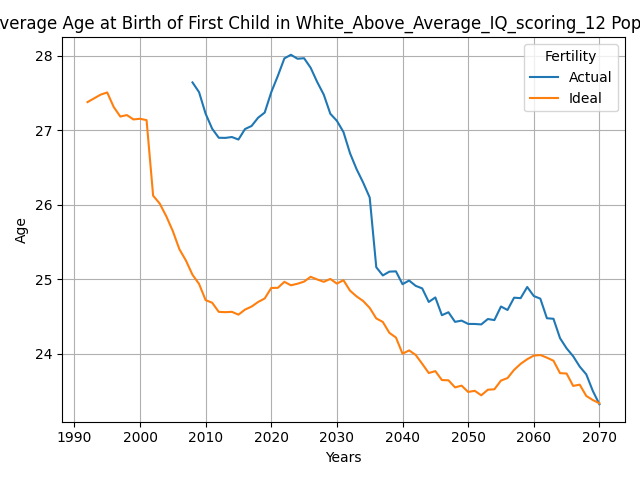 verage Age at Birth of First Child in White_Above_Average_IQ_scoring_12 Pop
Fertility
Actual
Ideal
28
27
26
25
24
Age
1990 2000 2010 2020 2030 2040 2050 2060 2070
Years